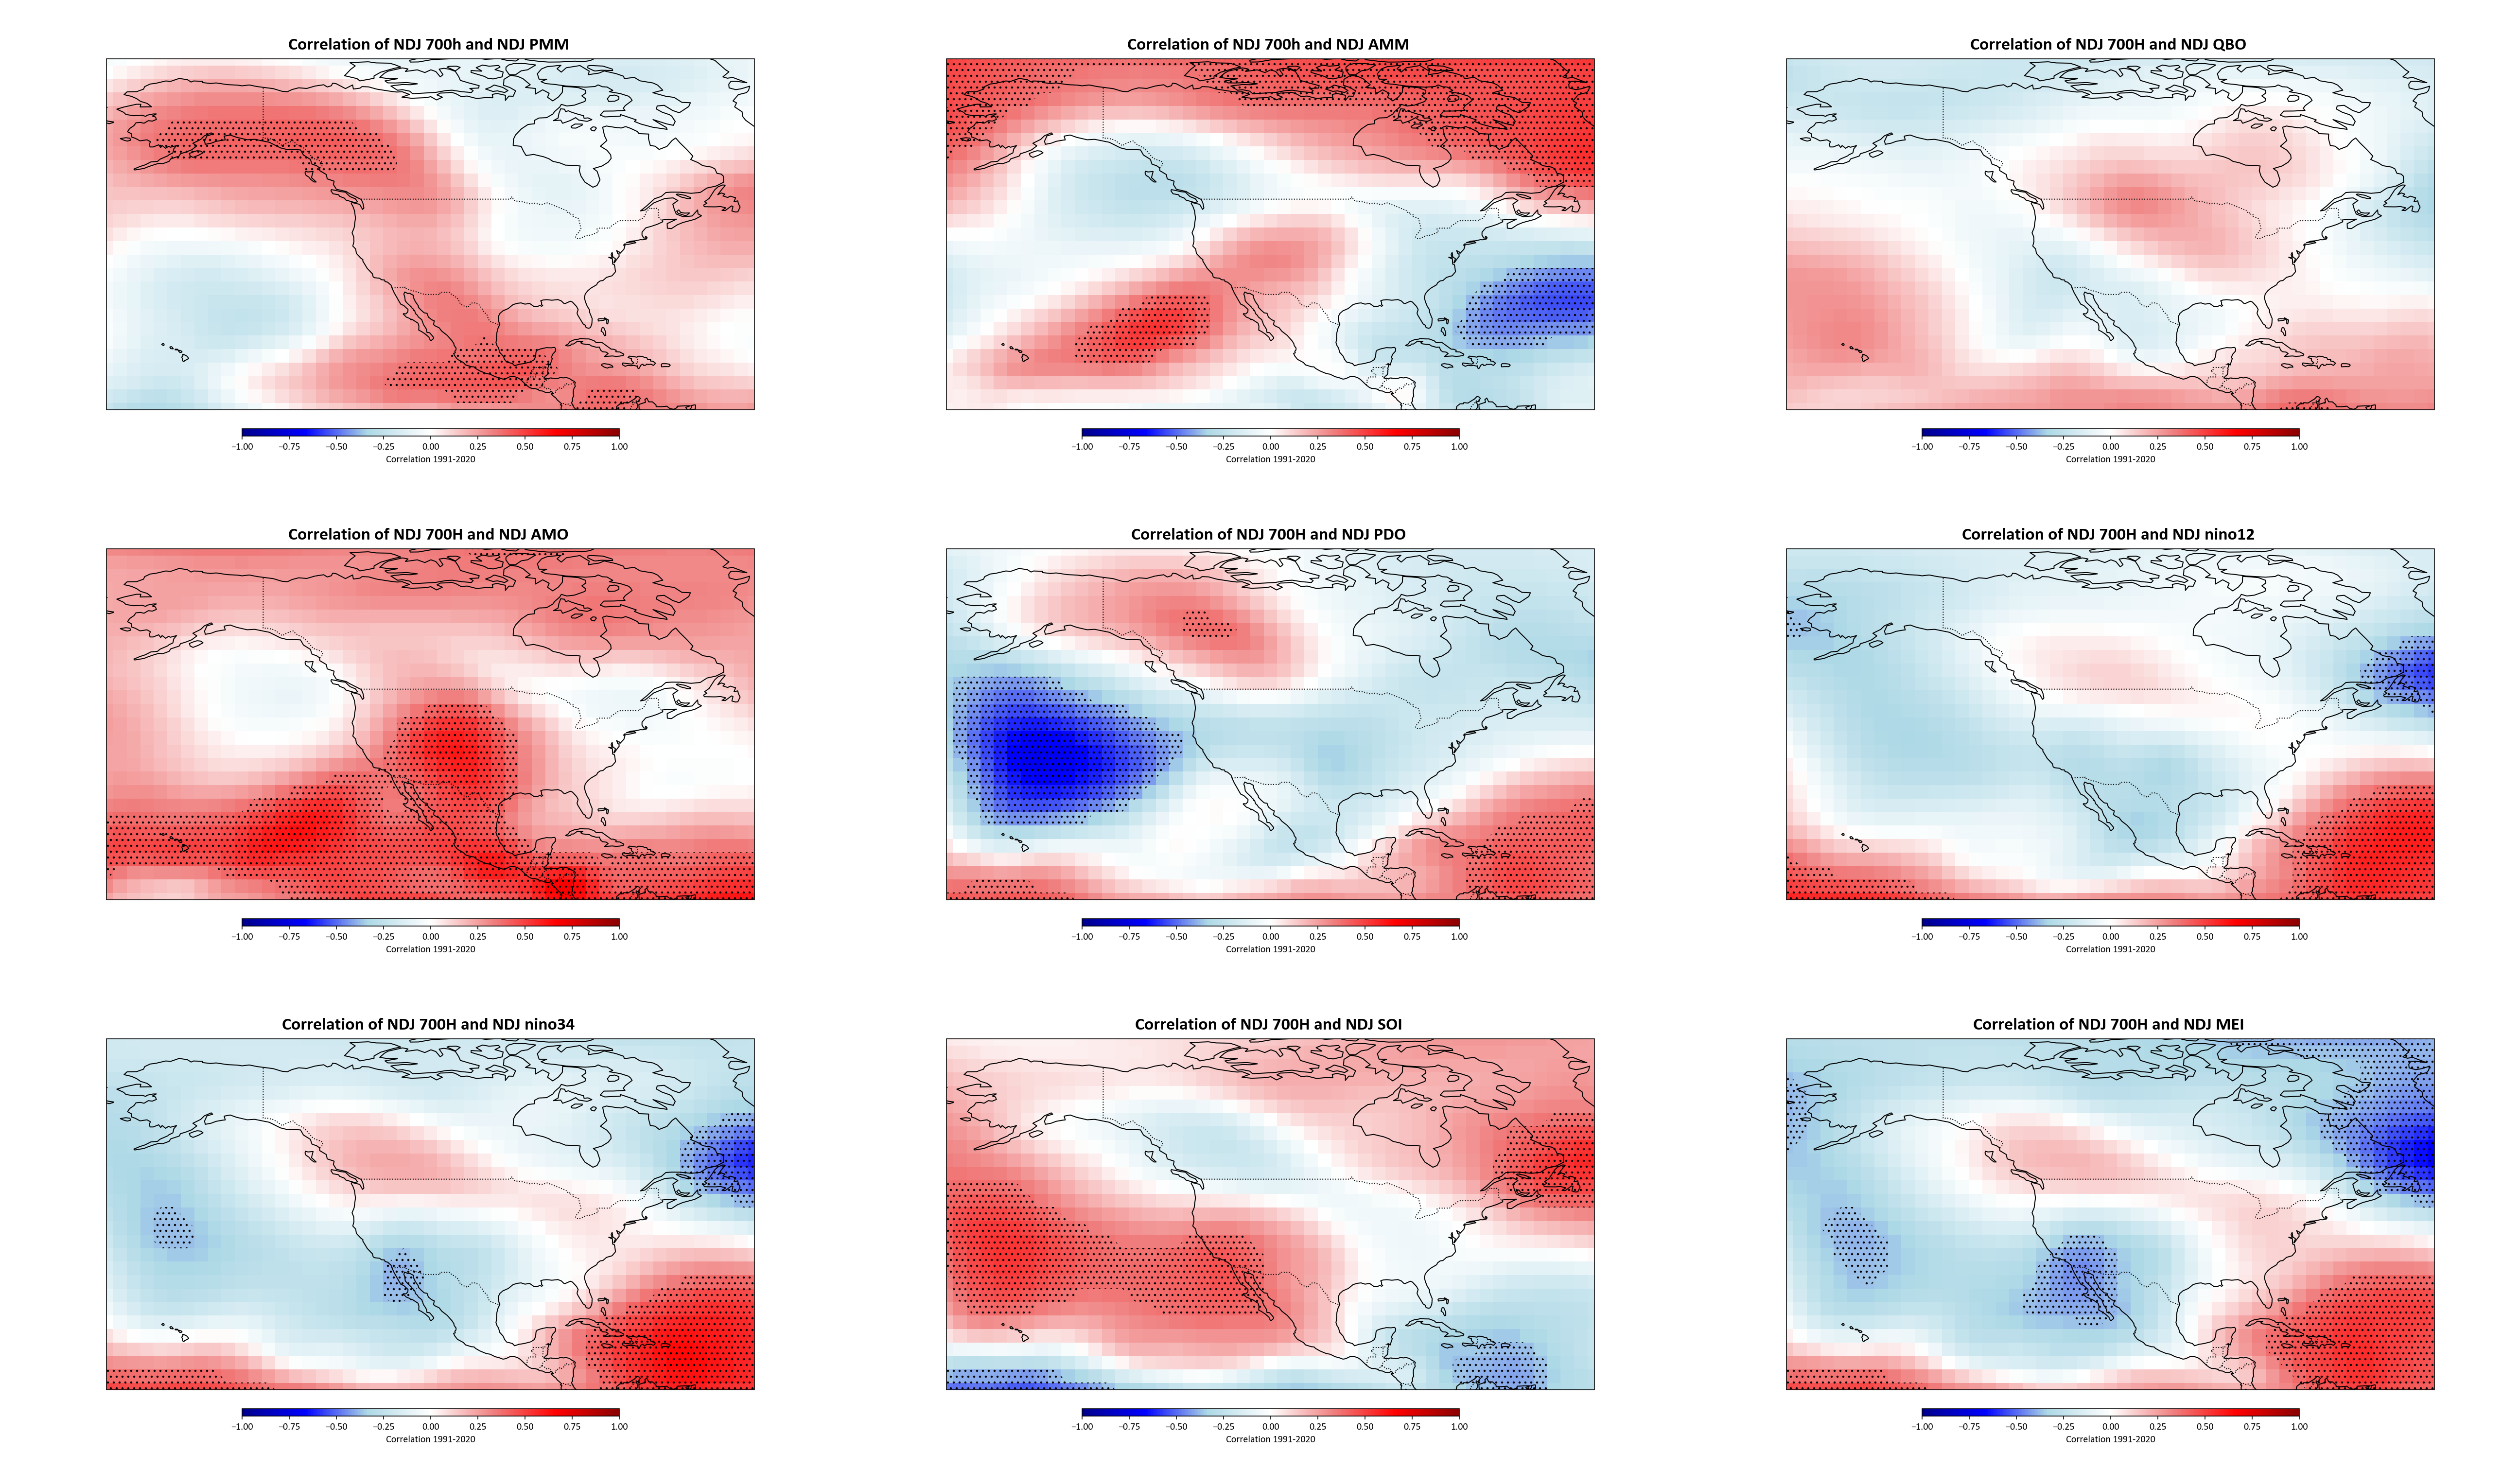 Correlation of NDJ 700h and NDJ PMM
−1.00 −0.75 −0.50 −0.25 0.00 0.25 0.50 0.75 1.00
Correlation 1991-2020
Correlation of NDJ 700h and NDJ AMM
−1.00 −0.75 −0.50 −0.25 0.00 0.25 0.50 0.75 1.00
Correlation 1991-2020
Correlation of NDJ 700H and NDJ QBO
−1.00 −0.75 −0.50 −0.25 0.00 0.25 0.50 0.75 1.00
Correlation 1991-2020
Correlation of NDJ 700H and NDJ AMO
−1.00 −0.75 −0.50 −0.25 0.00 0.25 0.50 0.75 1.00
Correlation 1991-2020
Correlation of NDJ 700H and NDJ PDO
−1.00 −0.75 −0.50 −0.25 0.00 0.25 0.50 0.75 1.00
Correlation 1991-2020
Correlation of NDJ 700H and NDJ nino12
−1.00 −0.75 −0.50 −0.25 0.00 0.25 0.50 0.75 1.00
Correlation 1991-2020
Correlation of NDJ 700H and NDJ nino34
−1.00 −0.75 −0.50 −0.25 0.00 0.25 0.50 0.75 1.00
Correlation 1991-2020
Correlation of NDJ 700H and NDJ SOI
−1.00 −0.75 −0.50 −0.25 0.00 0.25 0.50 0.75 1.00
Correlation 1991-2020
Correlation of NDJ 700H and NDJ MEI
−1.00 −0.75 −0.50 −0.25 0.00 0.25 0.50 0.75 1.00
Correlation 1991-2020